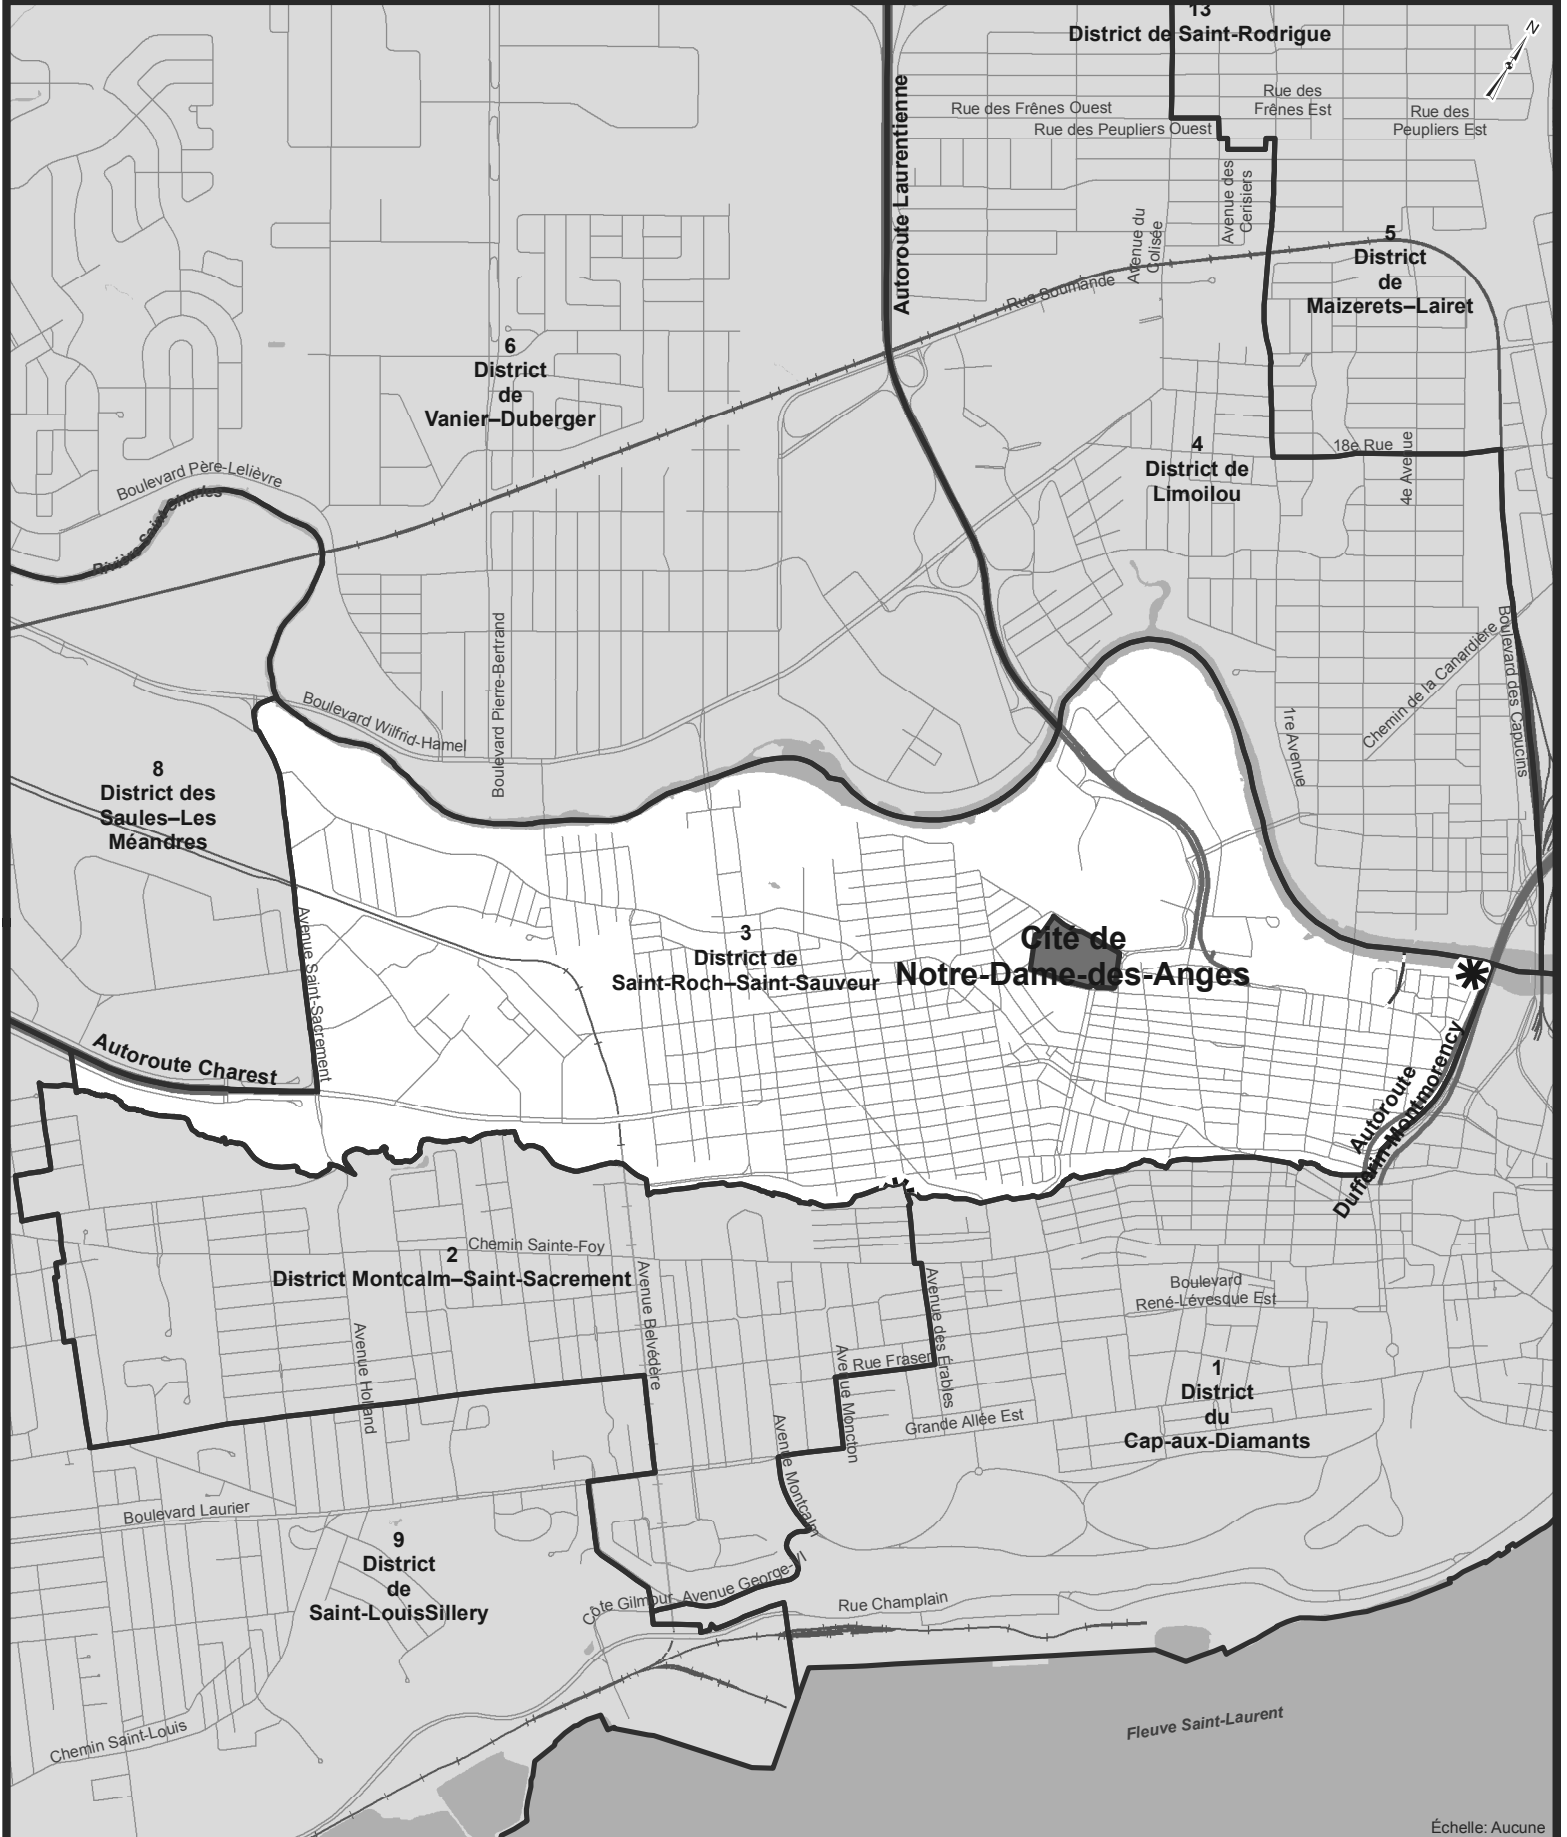 13
District de Saint-Rodrigue
N
Autoroute Laurentienne
Rue des Frênes Ouest
Rue des
Frênes Est
Rue des Peupliers Ouest
Rue des
Peupliers Est
Avenue des
Cerisiers
Avenue du
Colisée
Rue Soumande
5
District
de
Maizerets–Lairet
6
District
de
Vanier–Duberger
4
District de
Limoilou
18e Rue
4e Avenue
Boulevard Père-Lelièvre
Rivière Saint-Charles
Boulevard Pierre-Bertrand
Boulevard Wilfrid-Hamel
Chemin de la Canardière
Boulevard des Capucins
1re Avenue
8
District des
Saules–Les
Méandres
Avenue Saint-Sacrement
3
District de
Saint-Roch–Saint-Sauveur
Cité de
Notre-Dame-des-Anges
Autoroute Charest
Autoroute
Dufferin-Montmorency
2
District Montcalm–Saint-Sacrement
Chemin Sainte-Foy
Avenue Belvédère
Avenue Holland
Avenue des Érables
Rue Fraser
Avenue Moncton
Avenue Montcalm
Grande Allée Est
Boulevard
René-Lévesque Est
1
District
du
Cap-aux-Diamants
Boulevard Laurier
9
District
de
Saint-LouisSillery
Côte Gilmour
Avenue George-VI
Rue Champlain
Chemin Saint-Louis
Fleuve Saint-Laurent
Échelle: Aucune